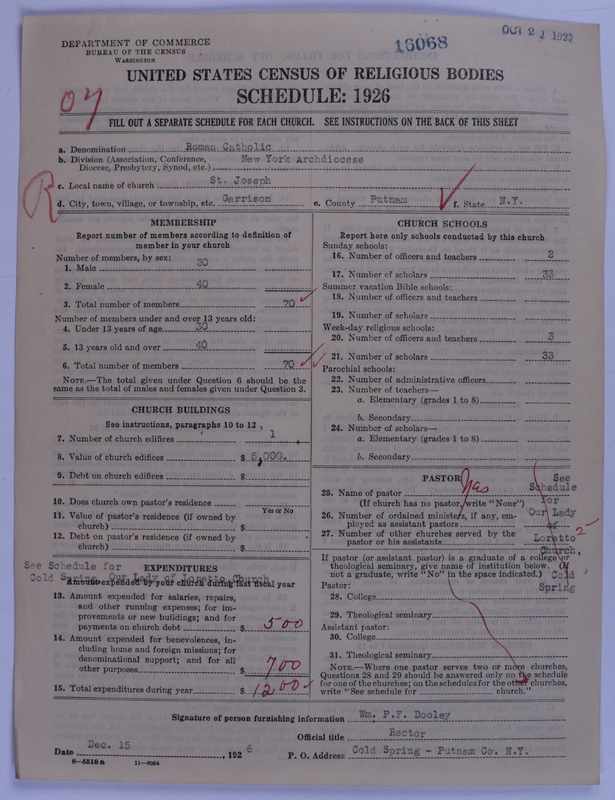 DEPARTMENT OF COMMERCE
BUREAU OF THE CENSUS
WASHINGTON
16068
OCT 21 1927
UNITED STATES CENSUS OF RELIGIOUS BODIES
SCHEDULE: 1926
FILL OUT A SEPARATE SCHEDULE FOR EACH CHURCH. SEE INSTRUCTIONS ON THE BACK OF THIS SHEET
a. Denomination Roman Catholic
b. Division (Association, Conference, Diocese, Presbytery, Synod, etc.) New York Archdiocese
c. Local name of church St. Joseph
R
d. City, town, village, or township, etc. Garrison e. County Putnam f. State N.Y.
MEMBERSHIP
Report number of members according to definition of
member in your church
Number of members, by sex:
1. Male 30
2. Female 40
3. Total number of members 70
Number of members under and over 13 years old:
4. Under 13 years of age 30
5. 13 years old and over 40
6. Total number of members 70
NOTE.—The total given under Question 6 should be the
same as the total of males and females given under Question 3.
CHURCH BUILDINGS
See instructions, paragraphs 10 to 12
7. Number of church edifices 1
8. Value of church edifices $5,000.
9. Debt on church edifices $
10. Does church own pastor's residence
Yes or No
11. Value of pastor's residence (if owned by
church) $
12. Debt on pastor's residence (if owned by
church) $
See Schedule for
Cold Spring, Our Lady of Loretto Church
EXPENDITURES
Amount expended by your church during last fiscal year
13. Amount expended for salaries, repairs,
and other running expenses; for im-
provements or new buildings; and for
payments on church debt $ 500
14. Amount expended for benevolences, in-
cluding home and foreign missions; for
denominational support; and for all
other purposes $ 700
15. Total expenditures during year $ 1200
CHURCH SCHOOLS
Report here only schools conducted by this church
Sunday schools:
16. Number of officers and teachers 2
17. Number of scholars 33
Summer vacation Bible schools:
18. Number of officers and teachers
19. Number of scholars
Week-day religious schools:
20. Number of officers and teachers 3
21. Number of scholars 33
Parochial schools:
22. Number of administrative officers
23. Number of teachers—
a. Elementary (grades 1 to 8)
b. Secondary
24. Number of scholars—
a. Elementary (grades 1 to 8)
b. Secondary
PASTOR
has
See
Schedule
for
Our Lady
of
Loretto 2
Church,
Cold
Spring
25. Name of pastor
(If church has no pastor, write "None")
26. Number of ordained ministers, if any, em-
ployed as assistant pastors
27. Number of other churches served by the
pastor or his assistants
If pastor (or assistant pastor) is a graduate of a college or
theological seminary, give name of institution below. (If
not a graduate, write "No" in the space indicated.)
Pastor:
28. College
29. Theological seminary
Assistant pastor:
30. College
31. Theological seminary
NOTE.—Where one pastor serves two or more churches,
Questions 28 and 29 should be answered only on the schedule
for one of the churches; on the schedules for the other churches,
write "See schedule for church."
Signature of person furnishing information Wm. P.F. Dooley
Official title Rector
Date Dec. 15, 1926 P. O. Address Cold Spring - Putnam Co. N.Y.
8—5518a 11—9054